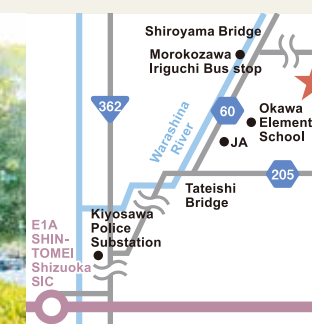 Shiroyama Bridge
Morokozawa
Iriguchi Bus stop
362
60
Okawa
Element
School
JA
Warashina
River
205
Tateishi
Bridge
Kiyosawa
Police
Substation
E1A
SHIN-
TOMEI
Shizuoka
SIC